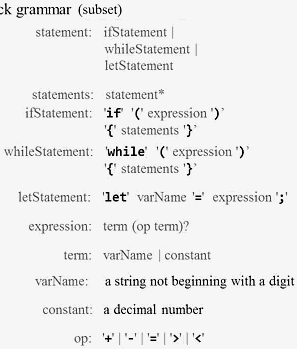 ck grammar (subset)
statement: ifStatement |
whileStatement |
letStatement
statements: statement*
ifStatement: 'if' '(' expression ')'
'{' statements '}'
whileStatement: 'while' '(' expression ')'
'{' statements '}'
letStatement: 'let' varName '=' expression ';'
expression: term (op term)?
term: varName | constant
varName: a string not beginning with a digit
constant: a decimal number
op: '+' | '-' | '=' | '>' | '<'